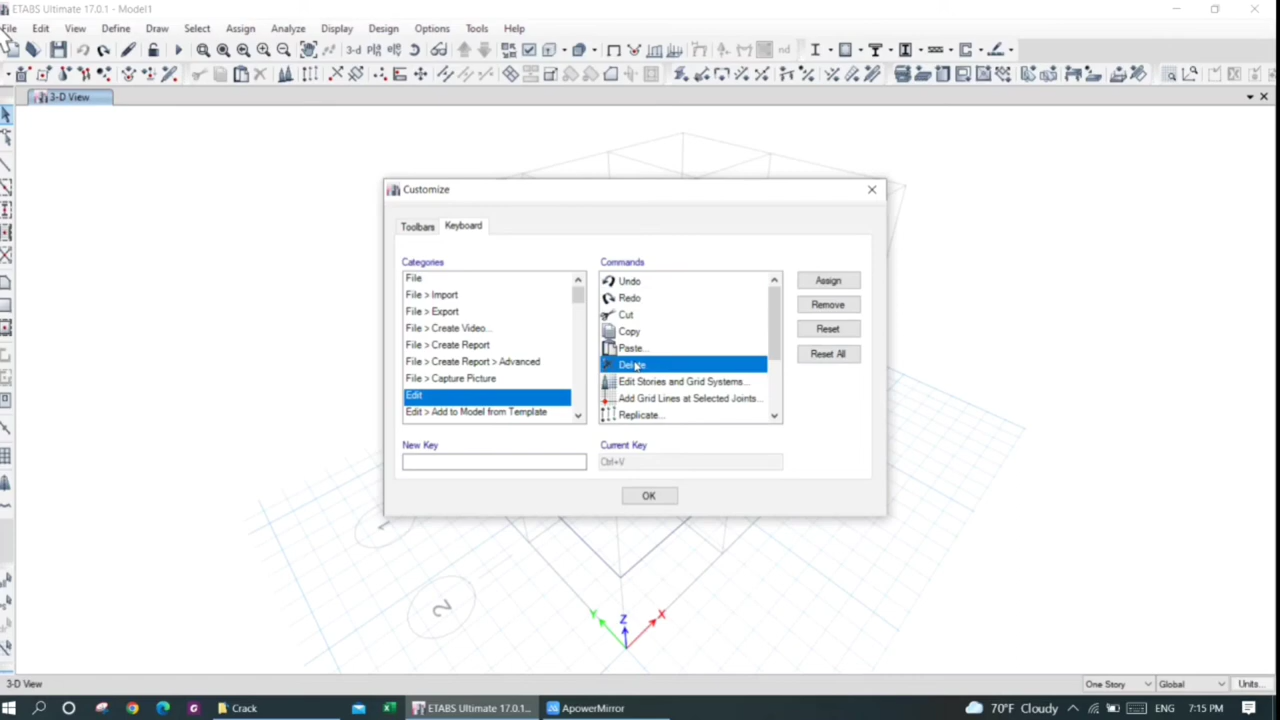 ETABS Ultimate 17.0.1 - Model1
File Edit View Define Draw Select Assign Analyze Display Design Options Tools Help
3-d nd
3-D View
Customize
Toolbars Keyboard
Categories Commands
File
File > Import
File > Export
File > Create Video...
File > Create Report
File > Create Report > Advanced
File > Capture Picture
Edit
Edit > Add to Model from Template
Undo
Redo
Cut
Copy
Paste...
Delete
Edit Stories and Grid Systems...
Add Grid Lines at Selected Joints...
Replicate...
Assign
Remove
Reset
Reset All
New Key Current Key
Ctrl+V
OK
1
2
Y Z X
3-D View One Story Global Units...
Crack ETABS Ultimate 17.0.1... ApowerMirror 70°F Cloudy ENG 7:15 PM